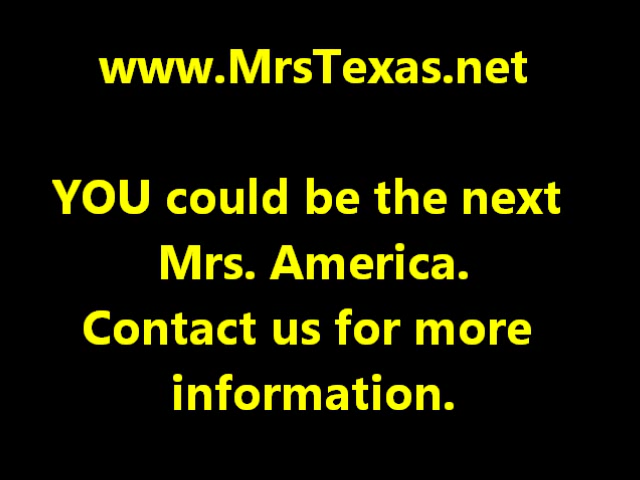 www.MrsTexas.net
YOU could be the next
Mrs. America.
Contact us for more
information.